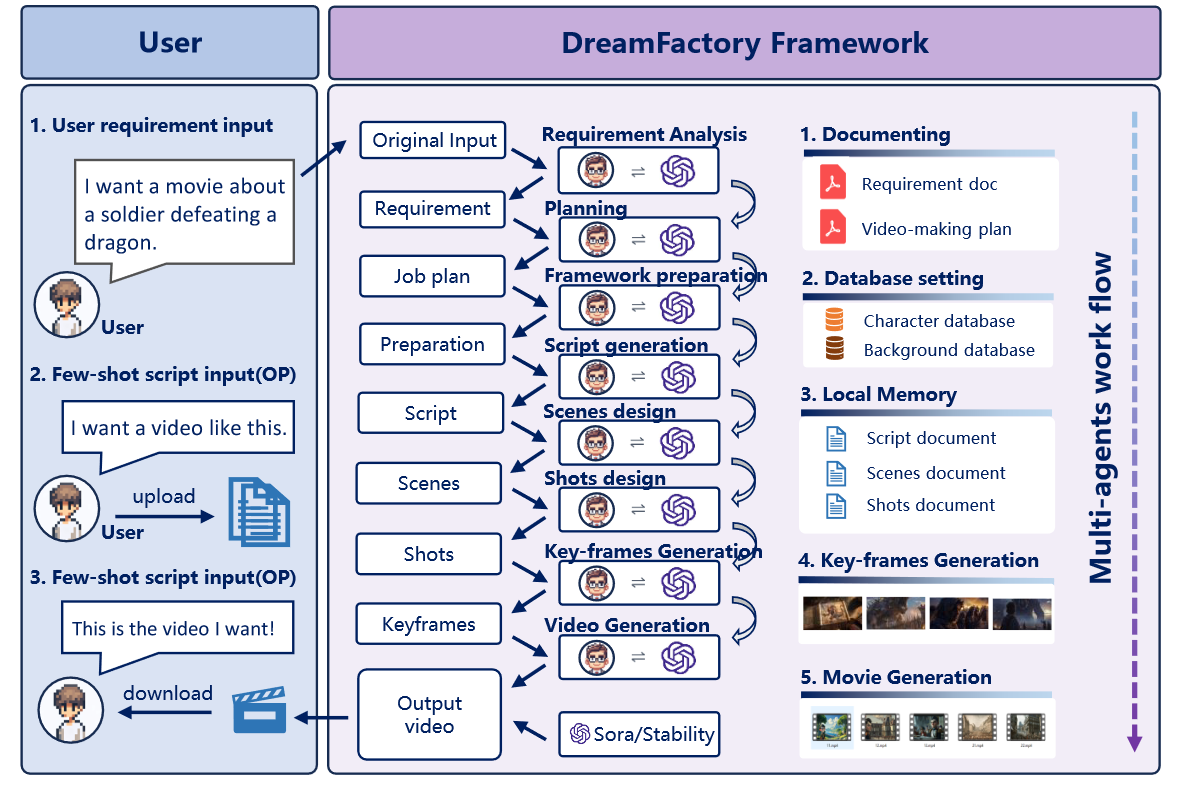 User
DreamFactory Framework
1. User requirement input
I want a movie about
a soldier defeating a
dragon.
User
2. Few-shot script input(OP)
I want a video like this.
upload
User
3. Few-shot script input(OP)
This is the video I want!
download
Original Input
Requirement
Job plan
Preparation
Script
Scenes
Shots
Keyframes
Output
video
Requirement Analysis
Planning
Framework preparation
Script generation
Scenes design
Shots design
Key-frames Generation
Video Generation
Sora/Stability
1. Documenting
Requirement doc
Video-making plan
2. Database setting
Character database
Background database
3. Local Memory
Script document
Scenes document
Shots document
4. Key-frames Generation
5. Movie Generation
Multi-agents work flow